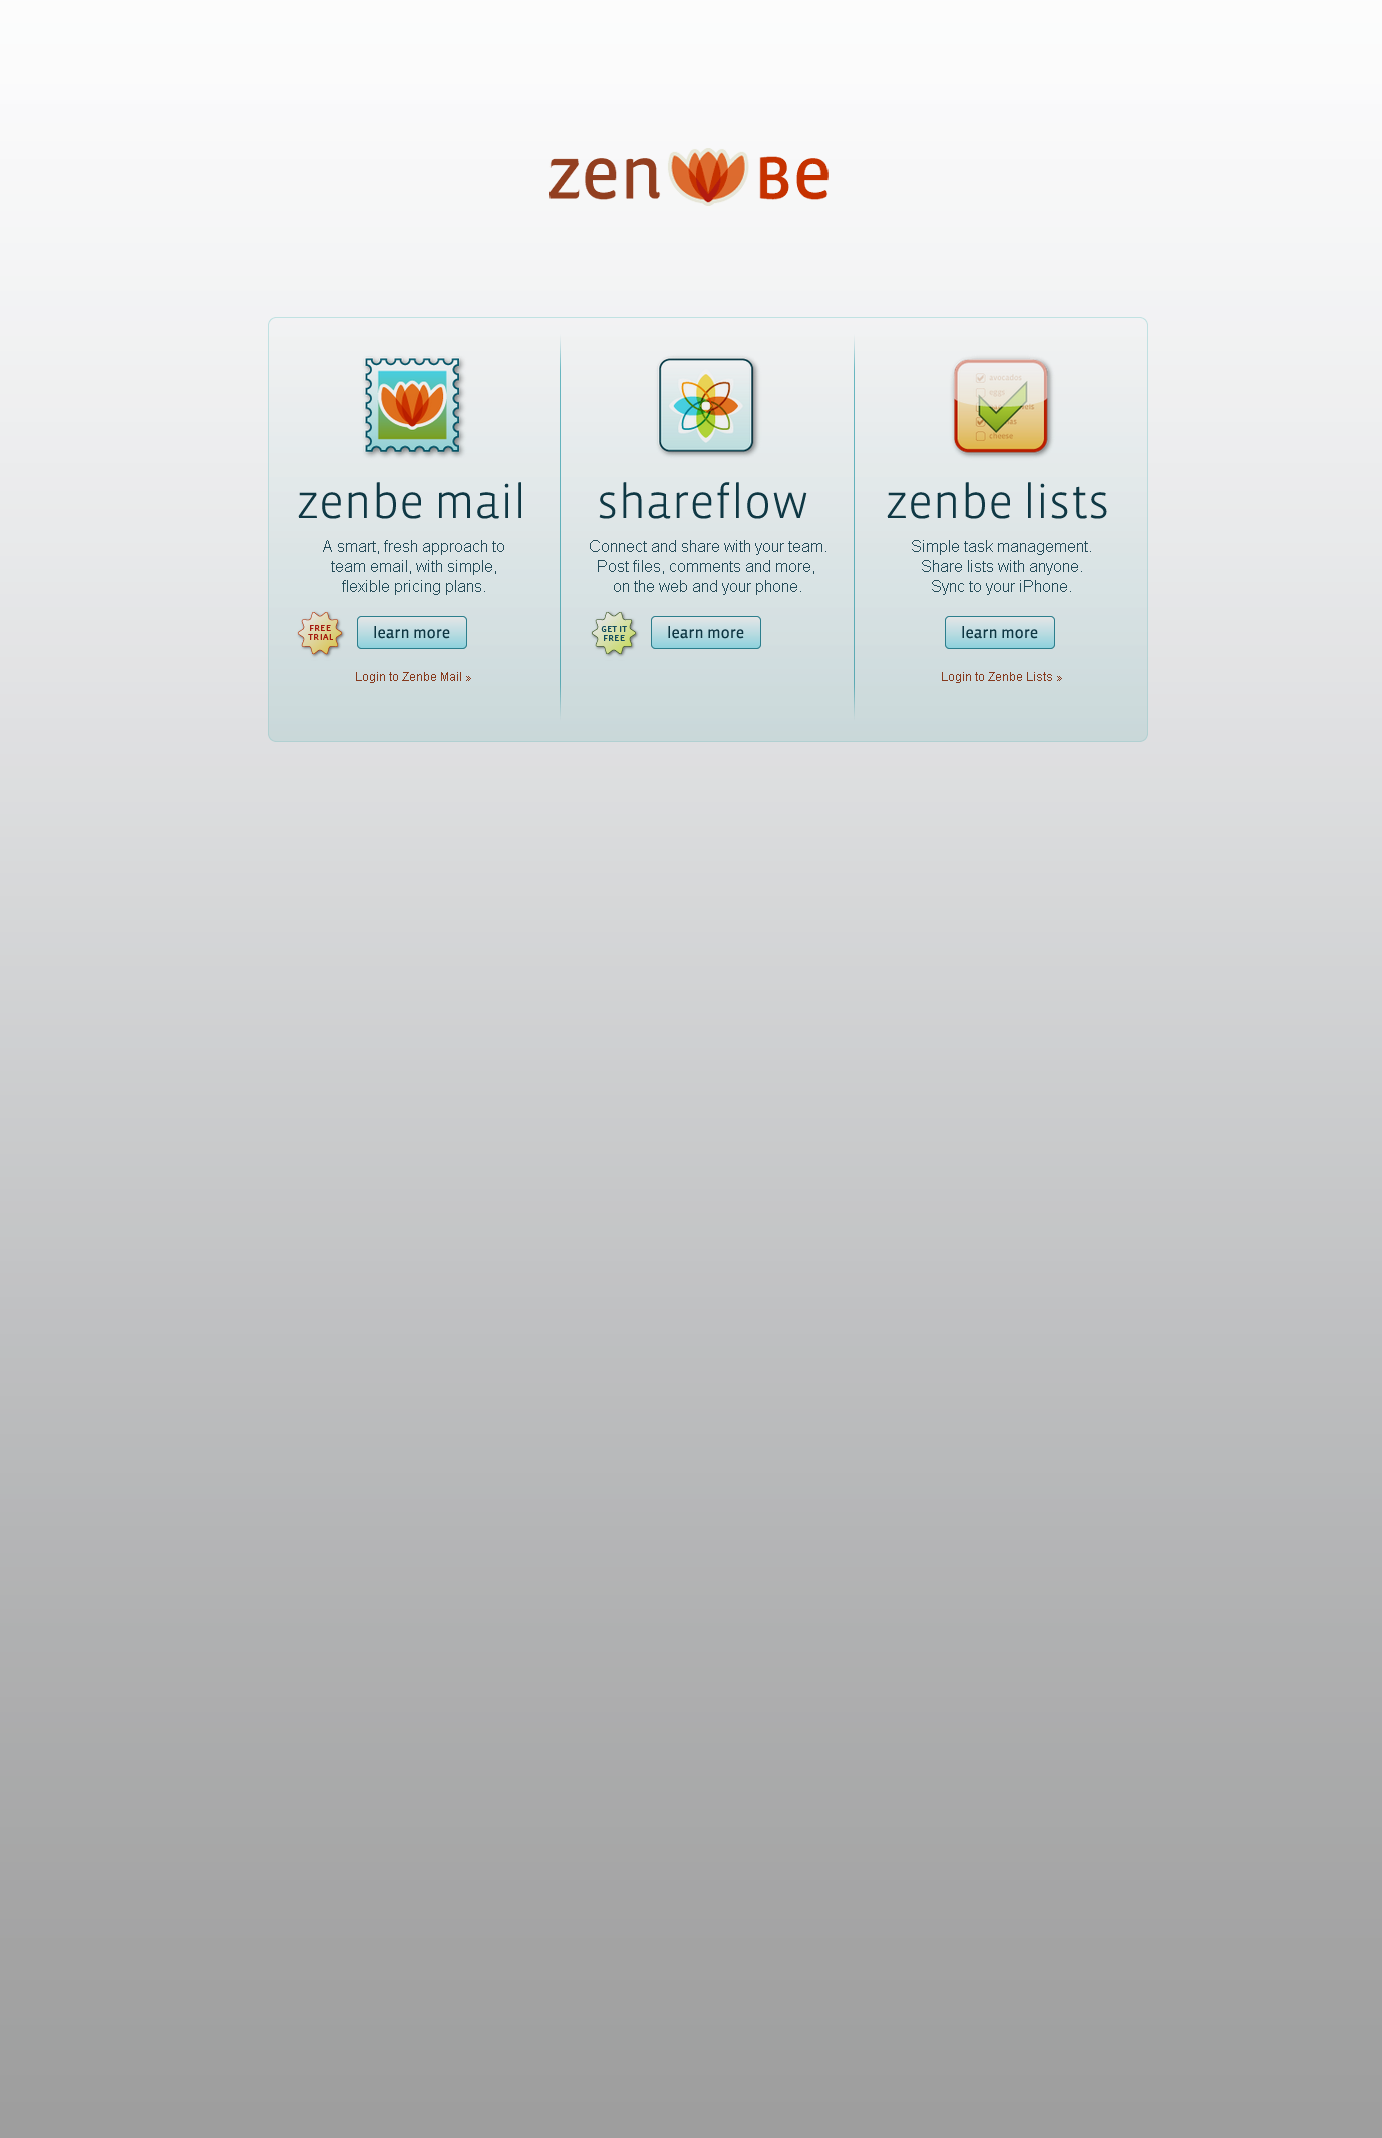 zen Be
zenbe mail
A smart, fresh approach to
team email, with simple,
flexible pricing plans.
FREE
TRIAL
learn more
Login to Zenbe Mail »
shareflow
Connect and share with your team.
Post files, comments and more,
on the web and your phone.
GET IT
FREE
learn more
avocados
eggs
cheese
zenbe lists
Simple task management.
Share lists with anyone.
Sync to your iPhone.
learn more
Login to Zenbe Lists »